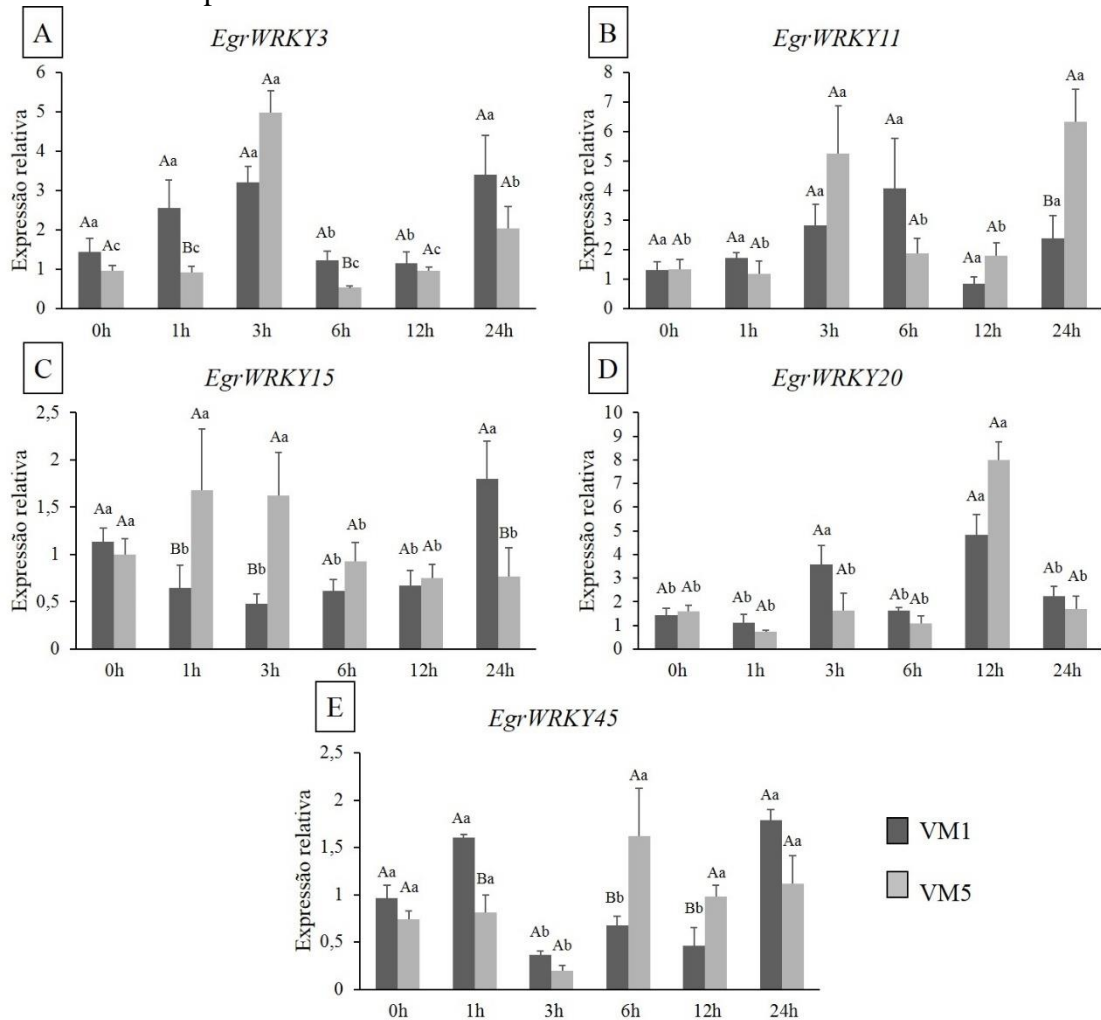 A
EgrWRKY3
Expressão relativa
6
5
4
3
2
1
0
Aa
Ac
Aa
Bc
Aa
Aa
Ab
Bc
Ab
Ac
Aa
Ab
0h 1h 3h 6h 12h 24h
B
EgrWRKY11
Expressão relativa
8
7
6
5
4
3
2
1
0
Aa
Ab
Aa
Ab
Aa
Aa
Aa
Ab
Aa
Ab
Ba
Aa
0h 1h 3h 6h 12h 24h
C
EgrWRKY15
Expressão relativa
2,5
2
1,5
1
0,5
0
Aa
Aa
Bb
Aa
Bb
Aa
Ab
Ab
Ab
Ab
Aa
Bb
0h 1h 3h 6h 12h 24h
D
EgrWRKY20
Expressão relativa
10
9
8
7
6
5
4
3
2
1
0
Ab
Ab
Ab
Ab
Aa
Ab
Ab
Ab
Aa
Aa
Ab
Ab
0h 1h 3h 6h 12h 24h
E
EgrWRKY45
Expressão relativa
2,5
2
1,5
1
0,5
0
Aa
Aa
Aa
Ba
Ab
Ab
Bb
Aa
Bb
Aa
Aa
Aa
0h 1h 3h 6h 12h 24h
VM1
VM5